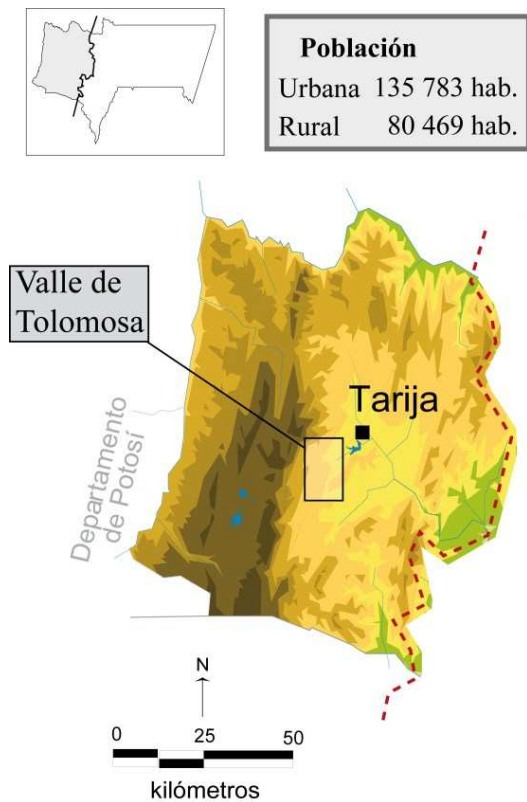 Población
Urbana 135 783 hab.
Rural 80 469 hab.
Valle de
Tolomosa
Tarija
Departamento
de Potosí
N
0 25 50
kilómetros